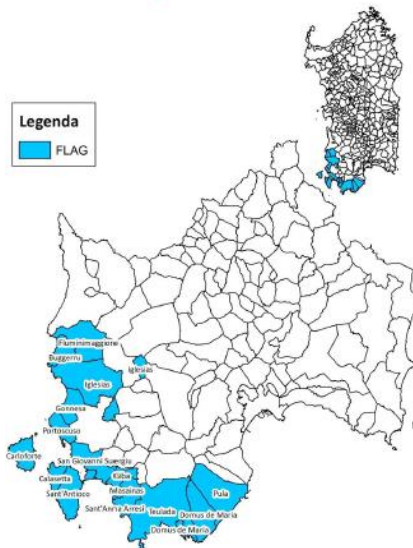 Legenda
FLAG
Fluminimaggiore
Buggerru
Iglesias
Iglesias
Gonnesa
Portoscuso
Carloforte
San Giovanni Suergiu
Calasetta
Giba
Masainas
Sant'Antioco
Sant'Anna Arresi
Teulada
Pula
Domus de Maria
Domus de Maria